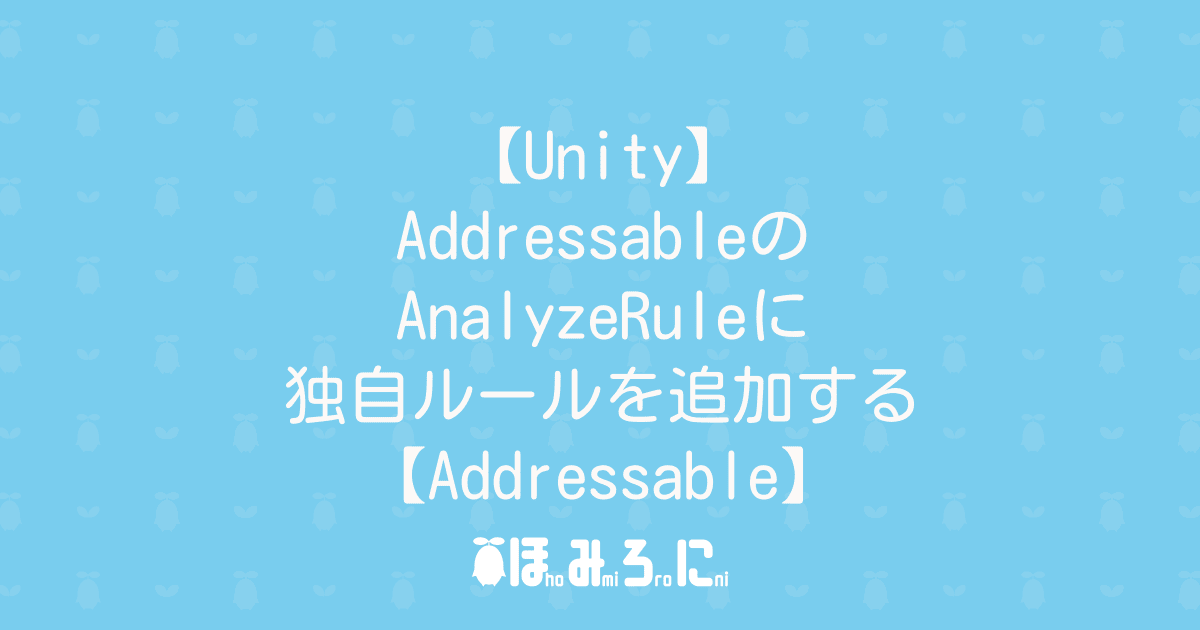 【Unity】
Addressableの
AnalyzeRuleに
独自ルールを追加する
【Addressable】
ほhoみmiろroにni